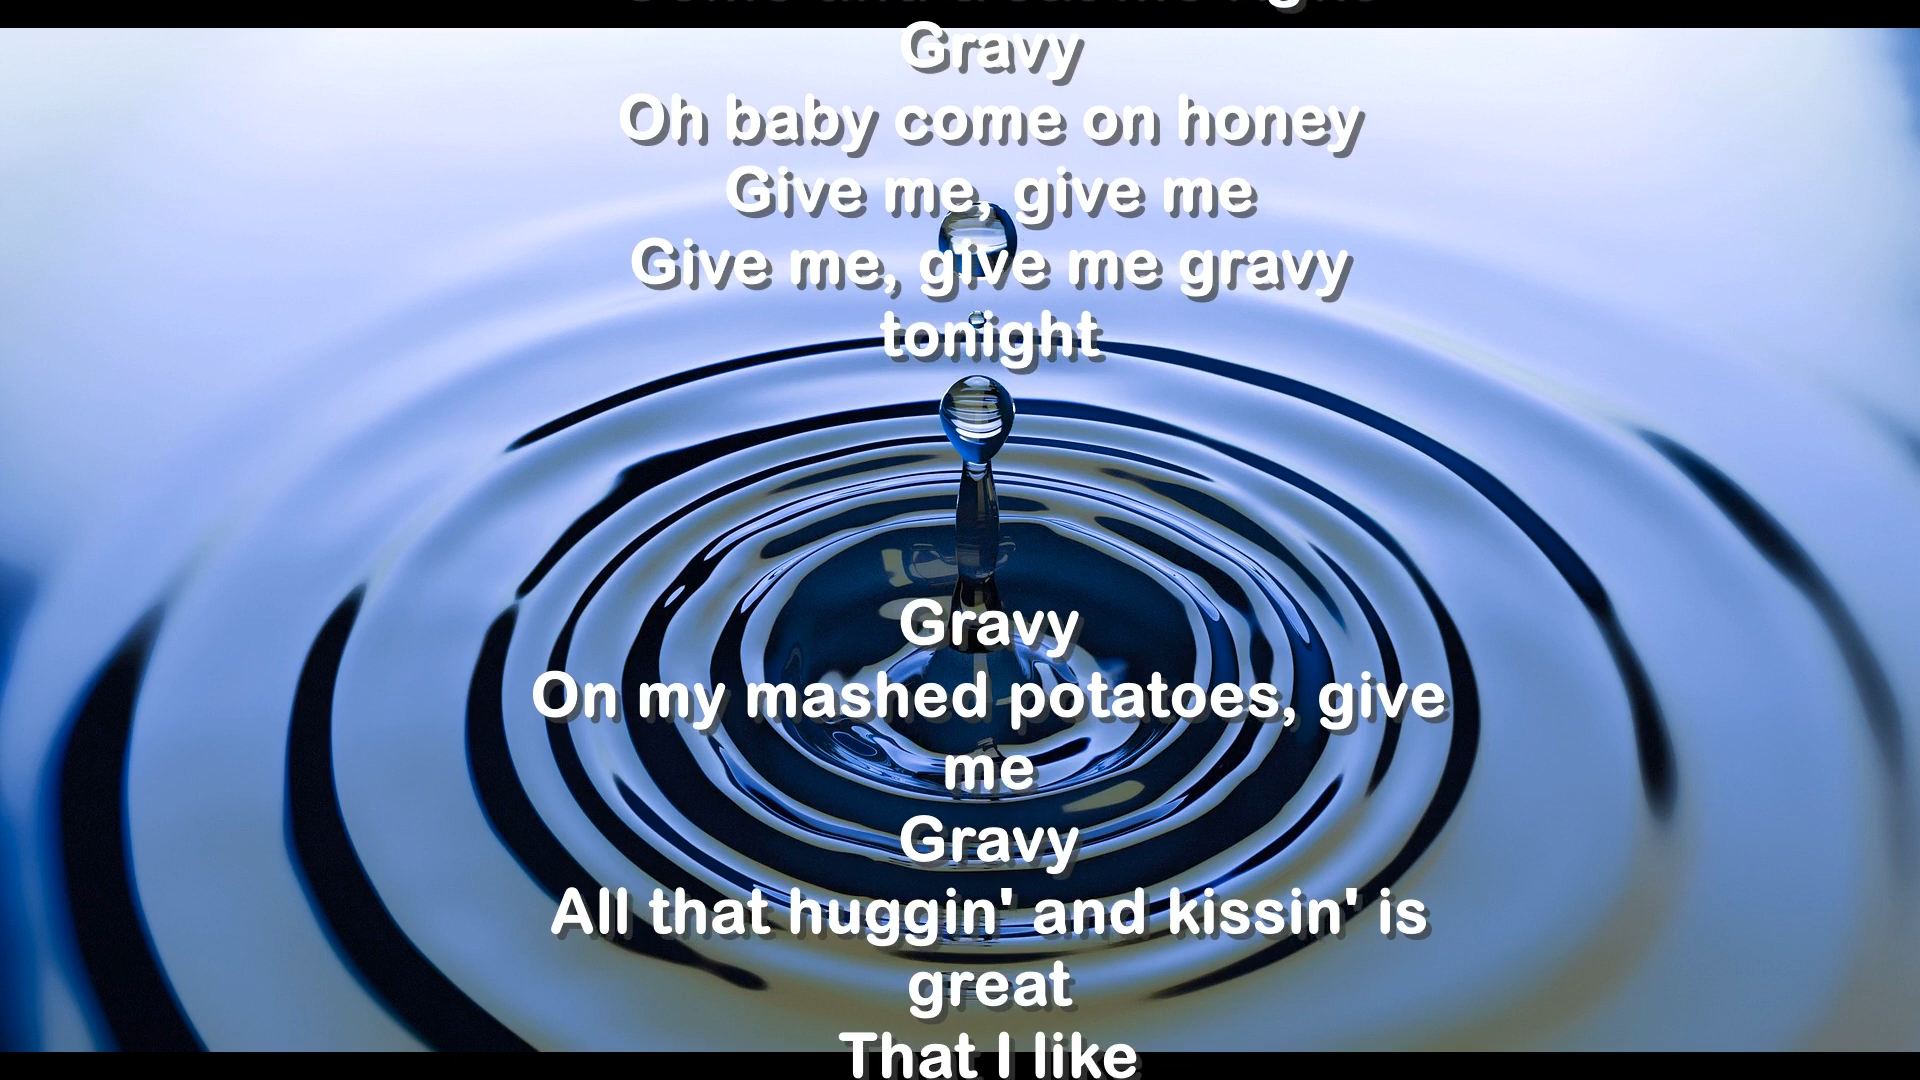 Gravy
Oh baby come on honey
Give me, give me
Give me, give me gravy
tonight
Gravy
On my mashed potatoes, give
me
Gravy
All that huggin' and kissin' is
great
That I like